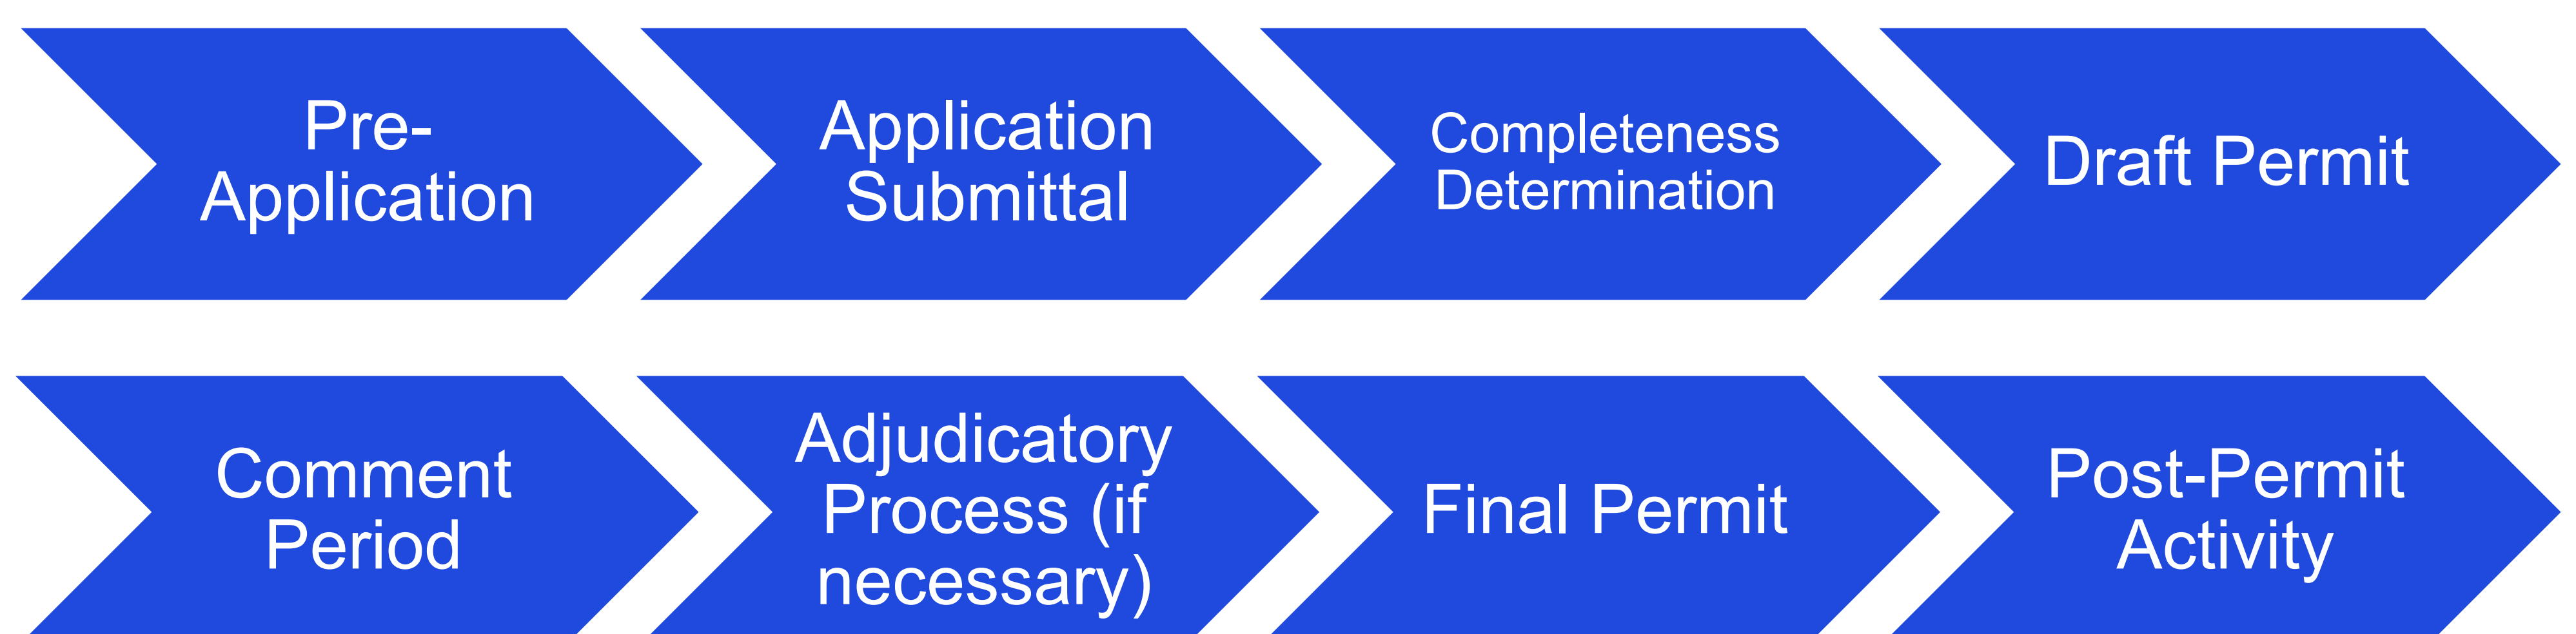 Pre-
Application
Application
Submittal
Completeness
Determination
Draft Permit
Comment
Period
Adjudicatory
Process (if
necessary)
Final Permit
Post-Permit
Activity